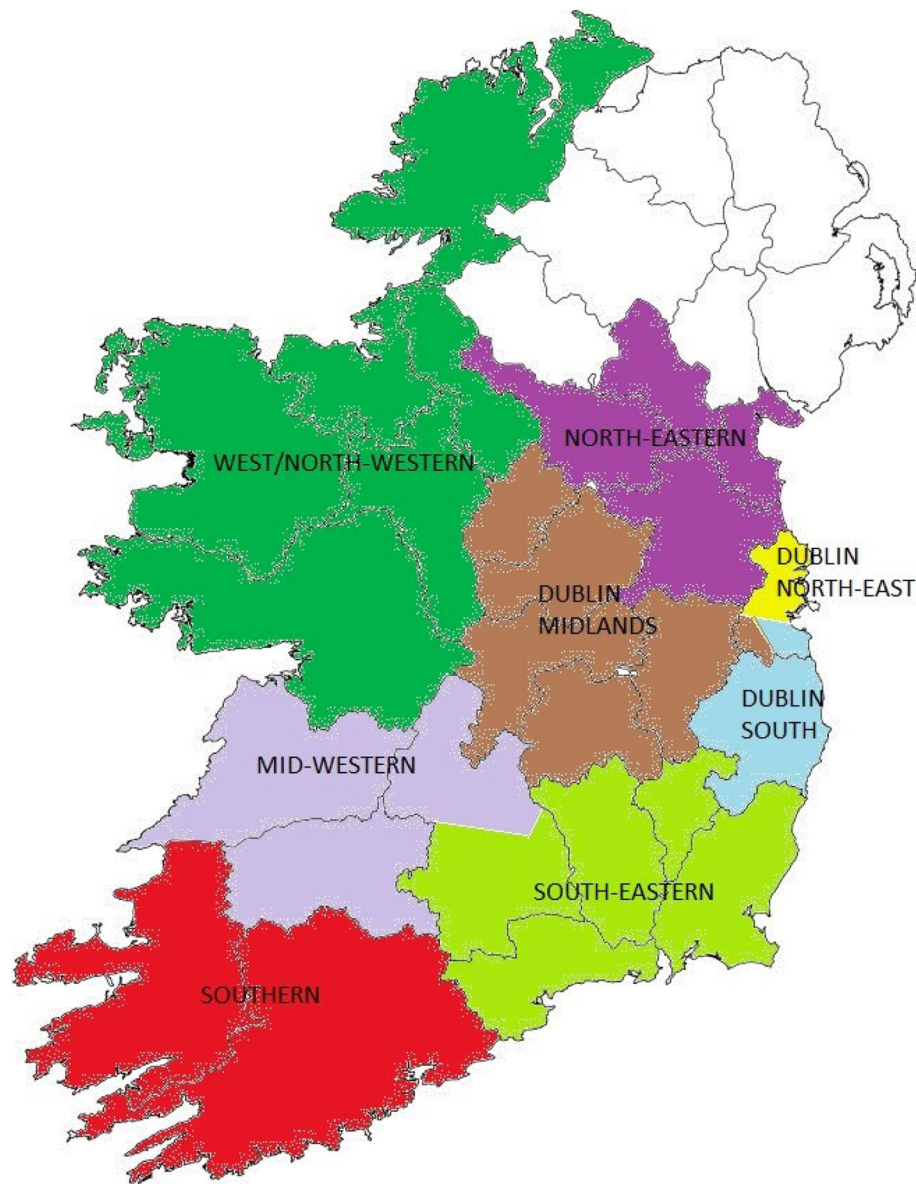 NORTH-EASTERN
WEST/NORTH-WESTERN
DUBLIN
NORTH-EAST
DUBLIN
MIDLANDS
DUBLIN
SOUTH
MID-WESTERN
SOUTH-EASTERN
SOUTHERN